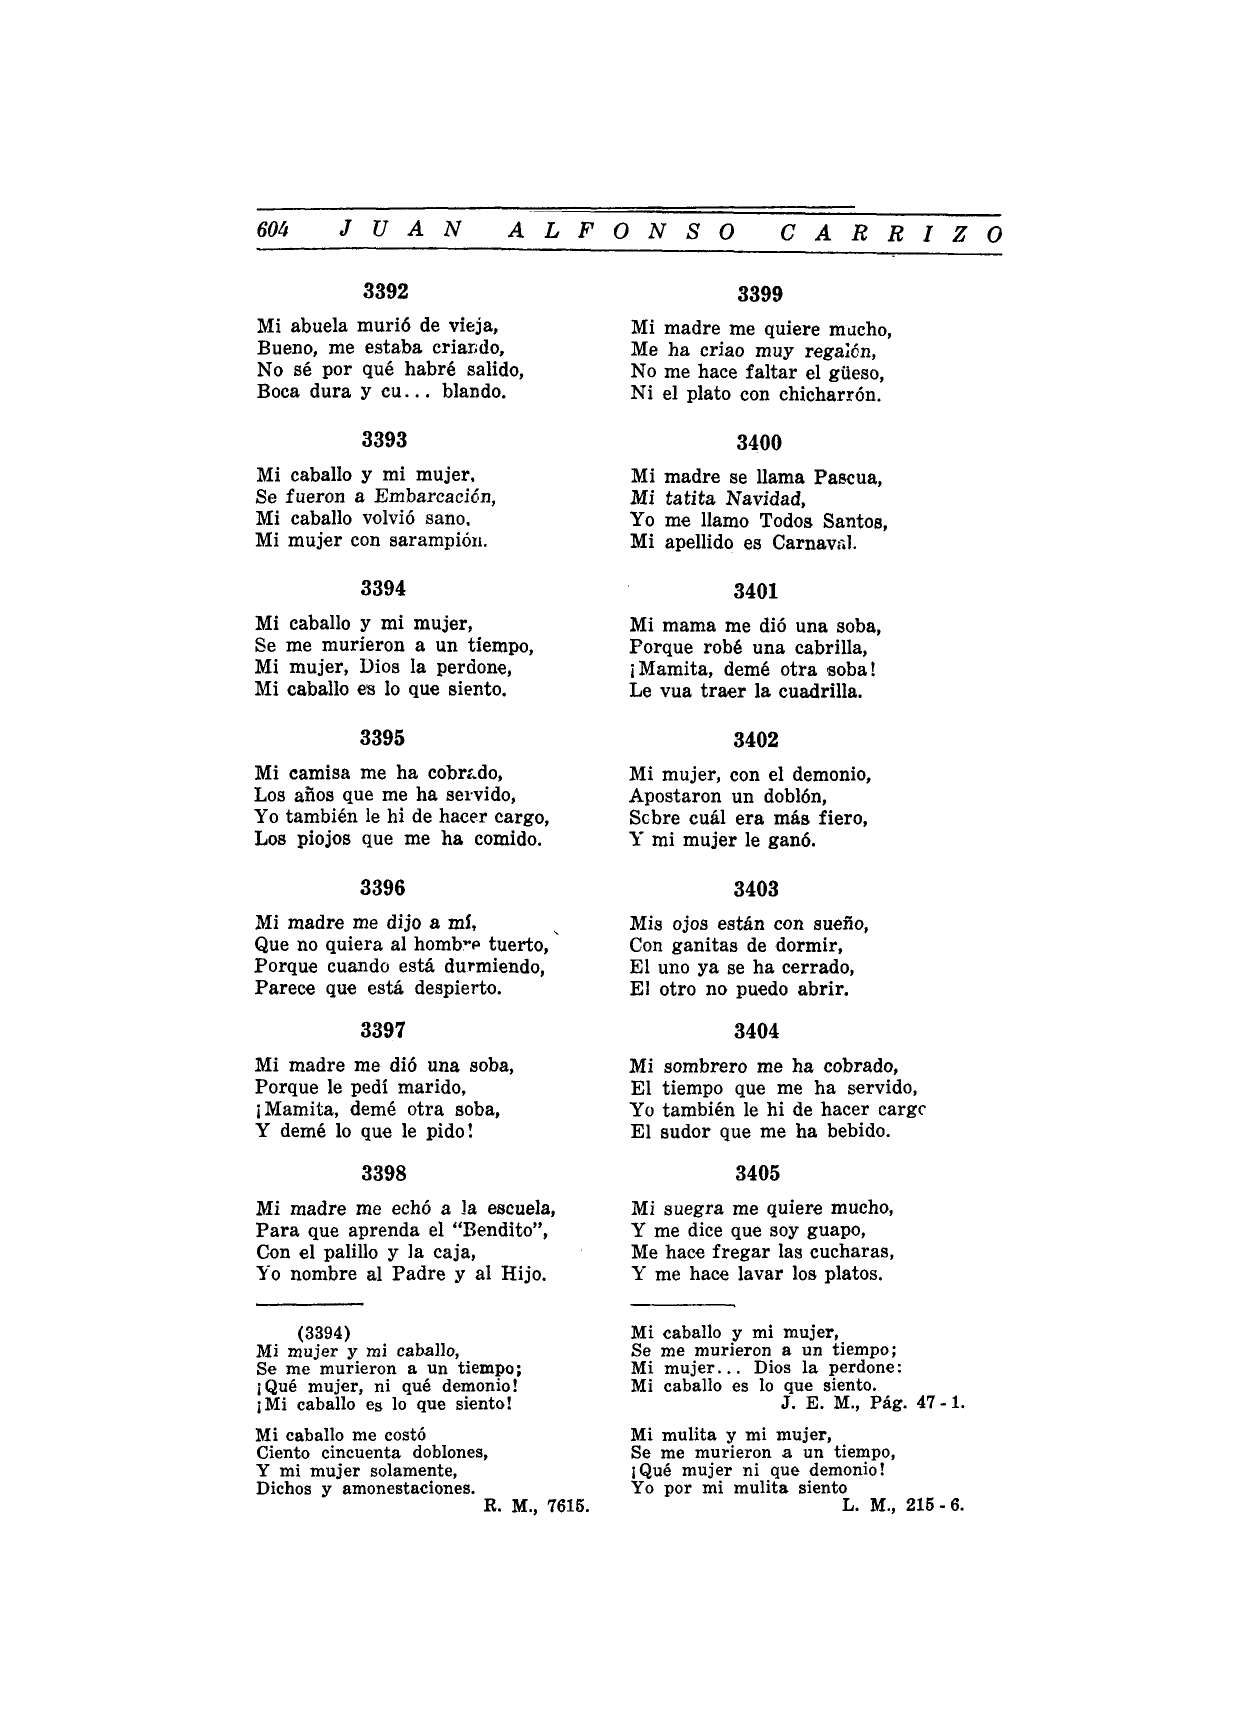 604 JUAN ALFONSO CARRIZO
3392
Mi abuela murió de vieja,
Bueno, me estaba criando,
No sé por qué habré salido,
Boca dura y cu... blando.
3393
Mi caballo y mi mujer,
Se fueron a Embarcación,
Mi caballo volvió sano,
Mi mujer con sarampión.
3394
Mi caballo y mi mujer,
Se me murieron a un tiempo,
Mi mujer, Dios la perdone,
Mi caballo es lo que siento.
3395
Mi camisa me ha cobrado,
Los años que me ha servido,
Yo también le hi de hacer cargo,
Los piojos que me ha comido.
3396
Mi madre me dijo a mí,
Que no quiera al hombre tuerto,
Porque cuando está durmiendo,
Parece que está despierto.
3397
Mi madre me dió una soba,
Porque le pedí marido,
¡Mamita, demé otra soba,
Y demé lo que le pido!
3398
Mi madre me echó a la escuela,
Para que aprenda el “Bendito”,
Con el palillo y la caja,
Yo nombre al Padre y al Hijo.
3399
Mi madre me quiere mucho,
Me ha criao muy regalón,
No me hace faltar el güeso,
Ni el plato con chicharrón.
3400
Mi madre se llama Pascua,
Mi tatita Navidad,
Yo me llamo Todos Santos,
Mi apellido es Carnaval.
3401
Mi mama me dió una soba,
Porque robé una cabrilla,
¡Mamita, demé otra soba!
Le vua traer la cuadrilla.
3402
Mi mujer, con el demonio,
Apostaron un doblón,
Sobre cuál era más fiero,
Y mi mujer le ganó.
3403
Mis ojos están con sueño,
Con ganitas de dormir,
El uno ya se ha cerrado,
El otro no puedo abrir.
3404
Mi sombrero me ha cobrado,
El tiempo que me ha servido,
Yo también le hi de hacer cargo
El sudor que me ha bebido.
3405
Mi suegra me quiere mucho,
Y me dice que soy guapo,
Me hace fregar las cucharas,
Y me hace lavar los platos.
(3394)
Mi mujer y mi caballo,
Se me murieron a un tiempo;
¡Qué mujer, ni qué demonio!
¡Mi caballo es lo que siento!
Mi caballo me costó
Ciento cincuenta doblones,
Y mi mujer solamente,
Dichos y amonestaciones.
R. M., 7615.
Mi caballo y mi mujer,
Se me murieron a un tiempo;
Mi mujer... Dios la perdone:
Mi caballo es lo que siento.
J. E. M., Pág. 47 - 1.
Mi mulita y mi mujer,
Se me murieron a un tiempo,
¡Qué mujer ni que demonio!
Yo por mi mulita siento
L. M., 215 - 6.